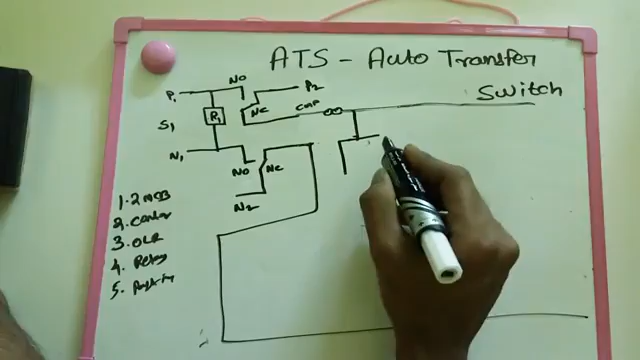 ATS - Auto Transfer
Switch
NO
P1
P2
NC
COM
S1
R1
N1
NO
NC
N2
1. 2 MCB
2.
3. OLR
4. Relay
5.